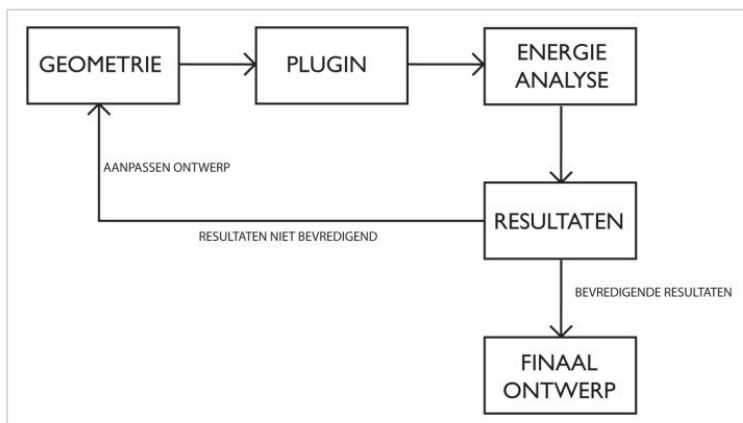 GEOMETRIE
PLUGIN
ENERGIE
ANALYSE
AANPASSEN ONTWERP
RESULTATEN
RESULTATEN NIET BEVREDIGEND
BEVREDIGENDE RESULTATEN
FINAAL
ONTWERP